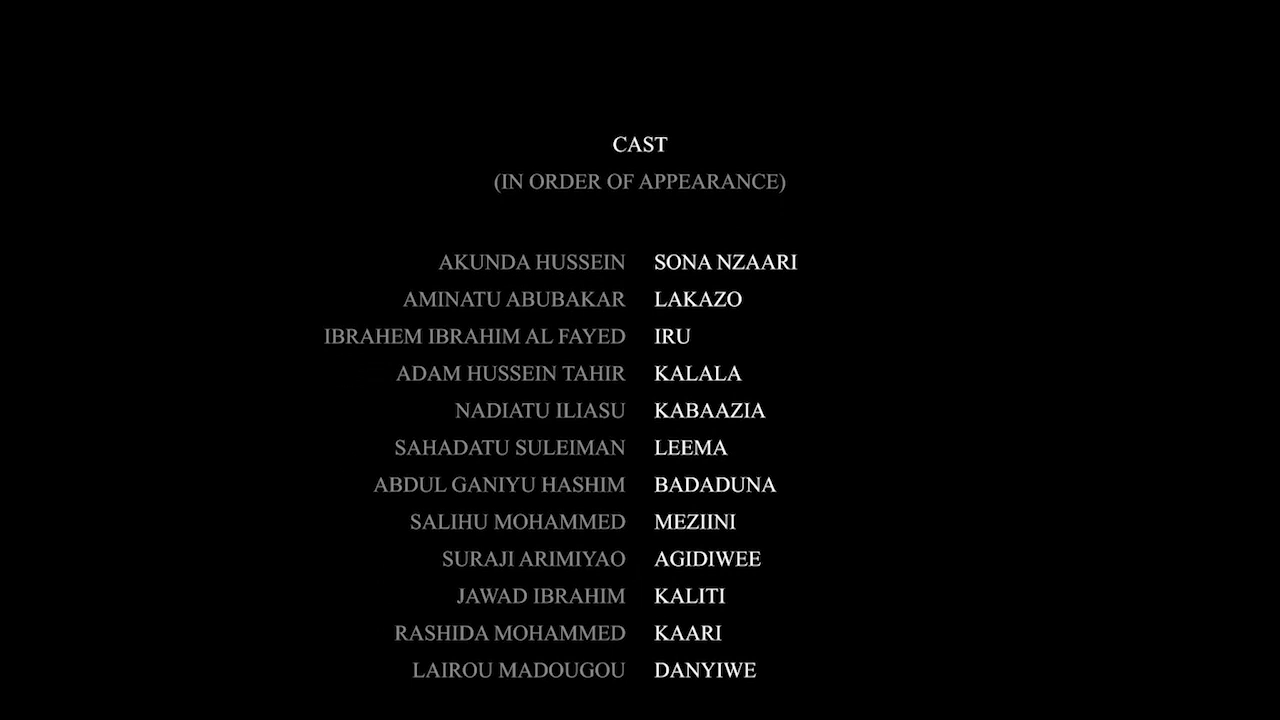 CAST
(IN ORDER OF APPEARANCE)
AKUNDA HUSSEIN SONA NZAARI
AMINATU ABUBAKAR LAKAZO
IBRAHEM IBRAHIM AL FAYED IRU
ADAM HUSSEIN TAHIR KALALA
NADIATU ILIASU KABAAZIA
SAHADATU SULEIMAN LEEMA
ABDUL GANIYU HASHIM BADADUNA
SALIHU MOHAMMED MEZIINI
SURAJI ARIMIYAO AGIDIWEE
JAWAD IBRAHIM KALITI
RASHIDA MOHAMMED KAARI
LAIROU MADOUGOU DANYIWE